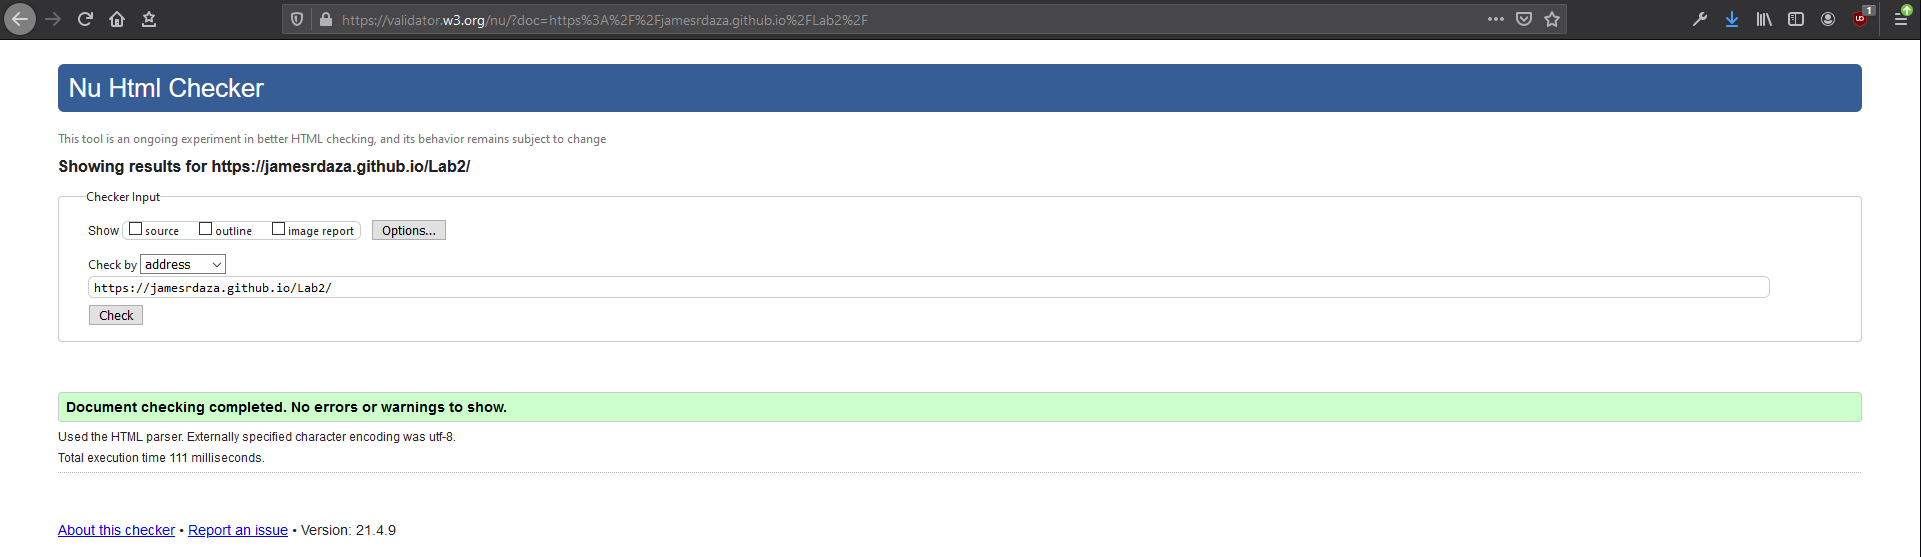 https://validator.w3.org/nu/?doc=https%3A%2F%2Fjamesrdaza.github.io%2FLab2%2F
1
Nu Html Checker
This tool is an ongoing experiment in better HTML checking, and its behavior remains subject to change
Showing results for https://jamesrdaza.github.io/Lab2/
Checker Input
Show source outline image report Options...
Check by address
https://jamesrdaza.github.io/Lab2/
Check
Document checking completed. No errors or warnings to show.
Used the HTML parser. Externally specified character encoding was utf-8.
Total execution time 111 milliseconds.
About this checker • Report an issue • Version: 21.4.9